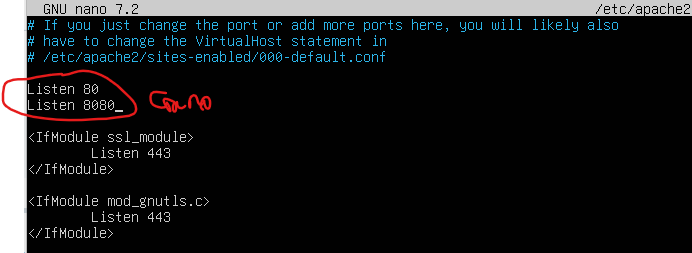 GNU nano 7.2 /etc/apache2
# If you just change the port or add more ports here, you will likely also
# have to change the VirtualHost statement in
# /etc/apache2/sites-enabled/000-default.conf
Listen 80
Listen 8080_
<IfModule ssl_module>
Listen 443
</IfModule>
<IfModule mod_gnutls.c>
Listen 443
</IfModule>